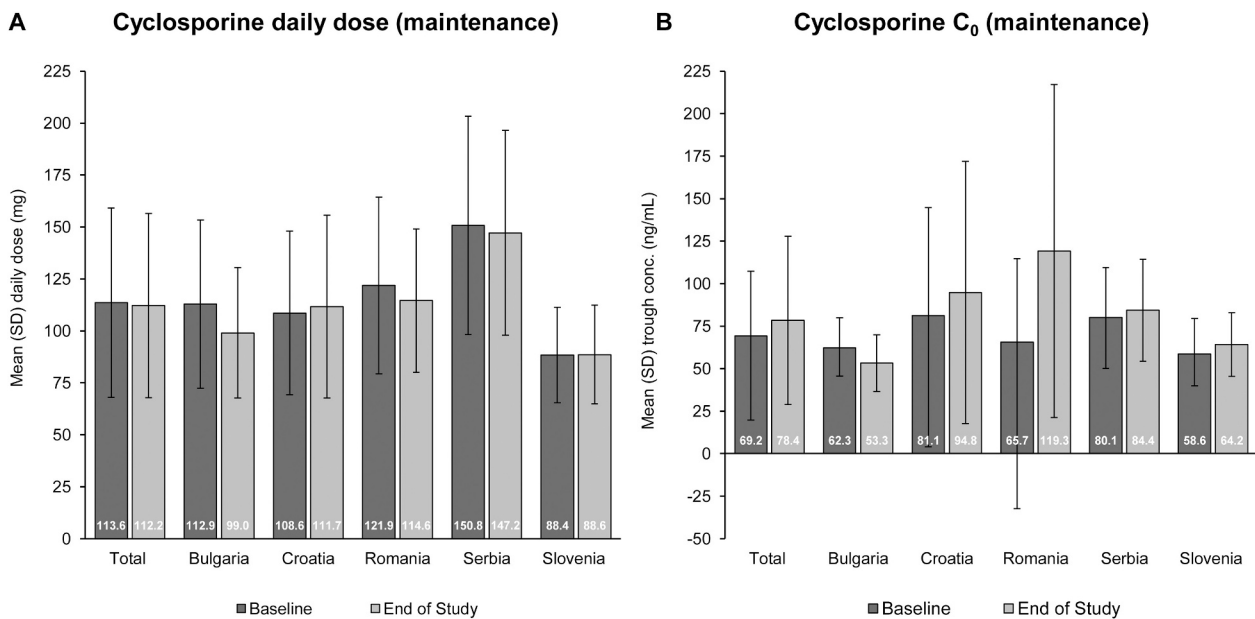 A Cyclosporine daily dose (maintenance)
Mean (SD) daily dose (mg)
225
200
175
150
125
100
75
50
25
0
113.6 112.2 112.9 99.0 108.6 111.7 121.9 114.6 150.8 147.2 88.4 88.6
Total Bulgaria Croatia Romania Serbia Slovenia
Baseline End of Study
B Cyclosporine C₀ (maintenance)
Mean (SD) trough conc. (ng/mL)
225
200
175
150
125
100
75
50
25
0
-25
-50
69.2 78.4 62.3 53.3 81.1 94.8 65.7 119.3 80.1 84.4 58.6 64.2
Total Bulgaria Croatia Romania Serbia Slovenia
Baseline End of Study